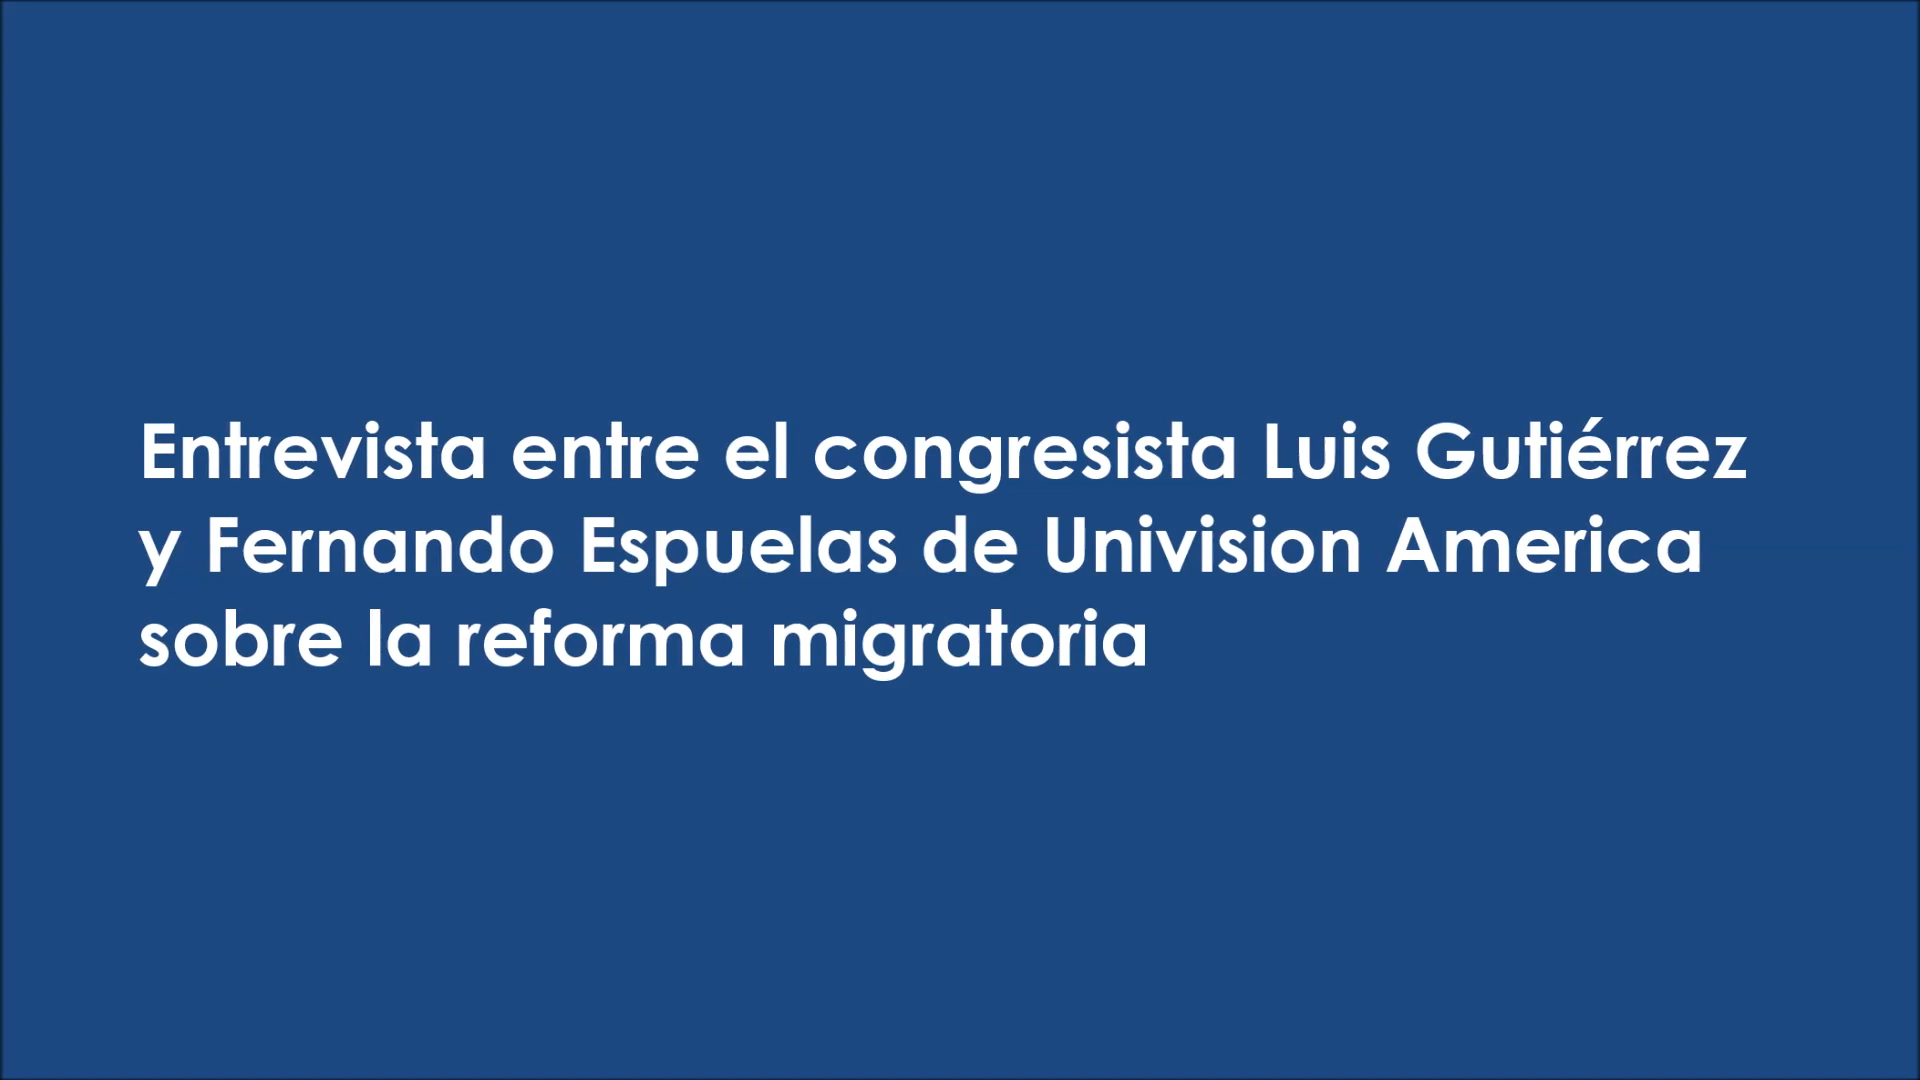 Entrevista entre el congresista Luis Gutiérrez
y Fernando Espuelas de Univision America
sobre la reforma migratoria